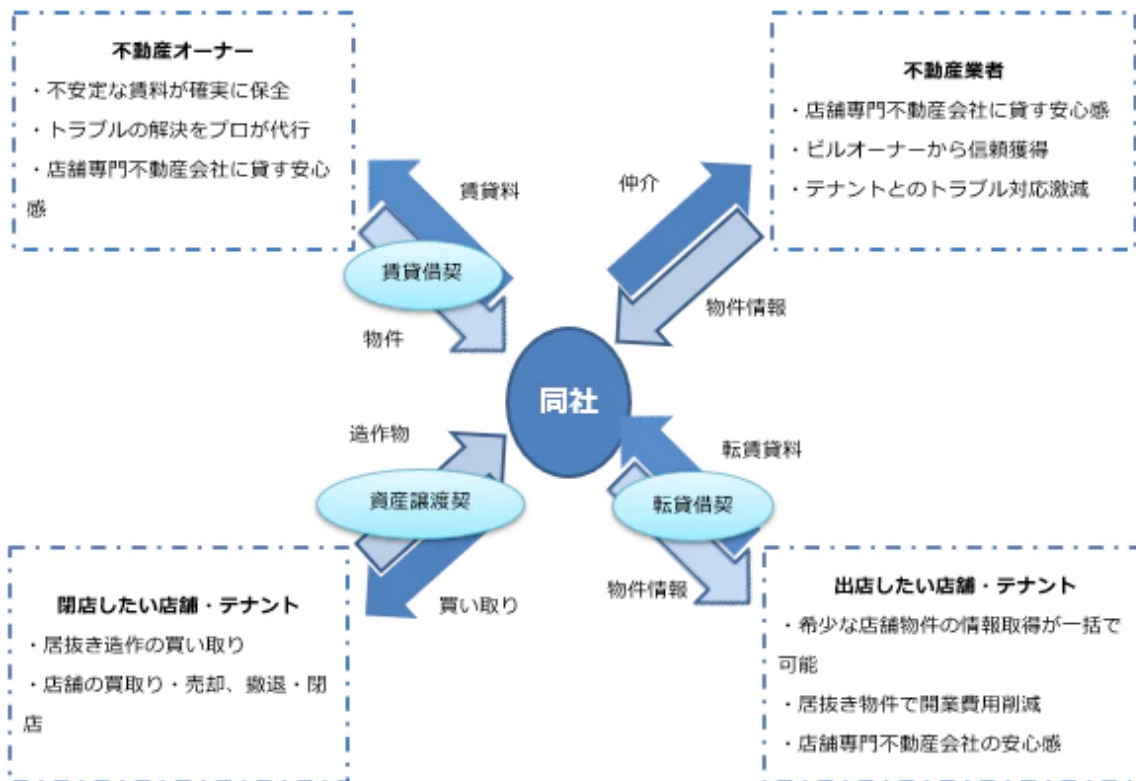 不動産オーナー
・不安定な賃料が確実に保全
・トラブルの解決をプロが代行
・店舗専門不動産会社に貸す安心
感
不動産業者
・店舗専門不動産会社に貸す安心感
・ビルオーナーから信頼獲得
・テナントとのトラブル対応激減
賃貸料
仲介
賃貸借契
物件情報
物件
同社
造作物
転賃貸料
資産譲渡契
転貸借契
物件情報
買い取り
閉店したい店舗・テナント
・居抜き造作の買い取り
・店舗の買取り・売却、撤退・閉
店
出店したい店舗・テナント
・希少な店舗物件の情報取得が一括で
可能
・居抜き物件で開業費用削減
・店舗専門不動産会社の安心感